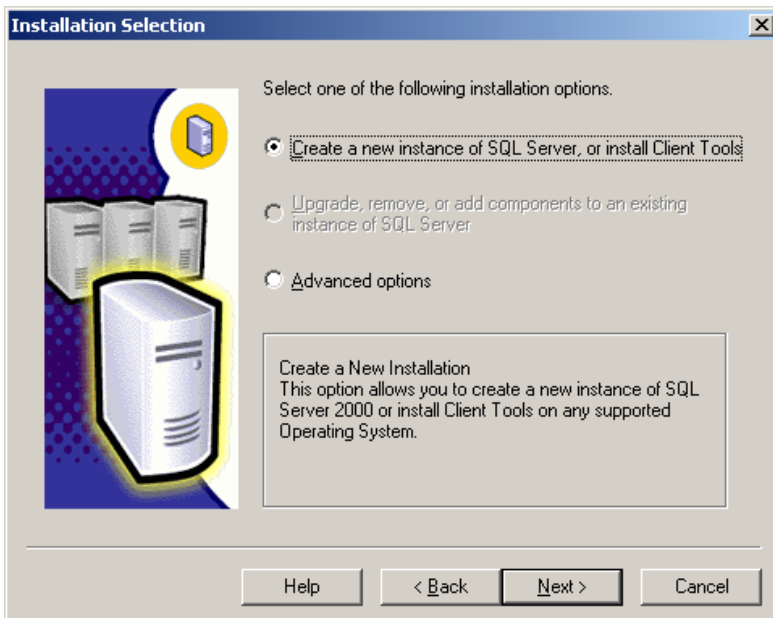 Installation Selection
Select one of the following installation options.
Create a new instance of SQL Server, or install Client Tools
Upgrade, remove, or add components to an existing
instance of SQL Server
Advanced options
Create a New Installation
This option allows you to create a new instance of SQL
Server 2000 or install Client Tools on any supported
Operating System.
Help
< Back
Next >
Cancel